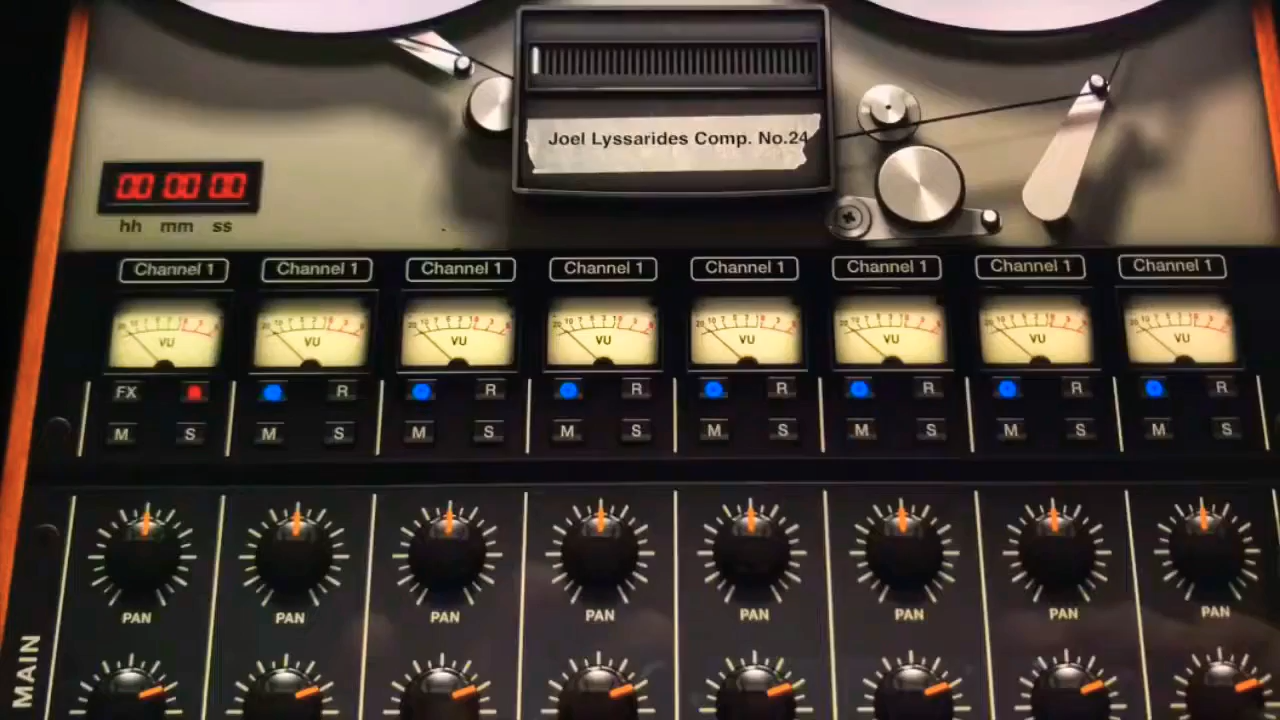 Joel Lyssarides Comp. No.24
00 00 00
hh mm ss
Channel 1 Channel 1 Channel 1 Channel 1 Channel 1 Channel 1 Channel 1 Channel 1
VU VU VU VU VU VU VU VU
FX R R R R R R R
M S M S M S M S M S M S M S M S
PAN PAN PAN PAN PAN PAN PAN PAN
MAIN